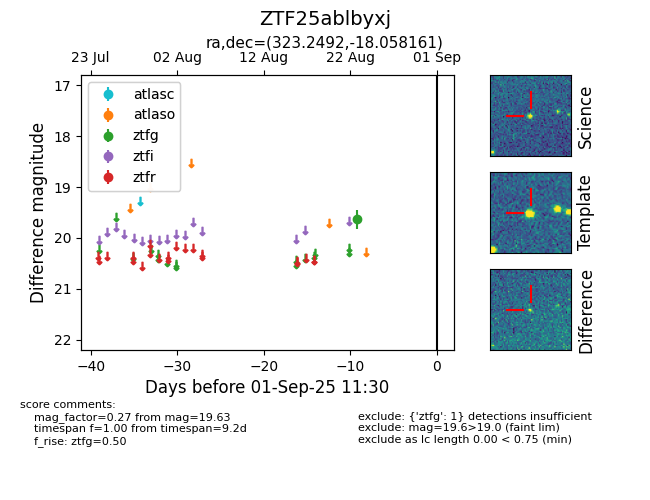 ZTF25ablbyxj
ra,dec=(323.2492,-18.058161)
23 Jul 02 Aug 12 Aug 22 Aug 01 Sep
17
18
19
20
21
22
Difference magnitude
atlasc
atlaso
ztfg
ztfi
ztfr
−40 −30 −20 −10 0
Days before 01-Sep-25 11:30
Science
Template
Difference
score comments:
mag_factor=0.27 from mag=19.63
timespan f=1.00 from timespan=9.2d
f_rise: ztfg=0.50
exclude: {'ztfg': 1} detections insufficient
exclude: mag=19.6>19.0 (faint lim)
exclude as lc length 0.00 < 0.75 (min)